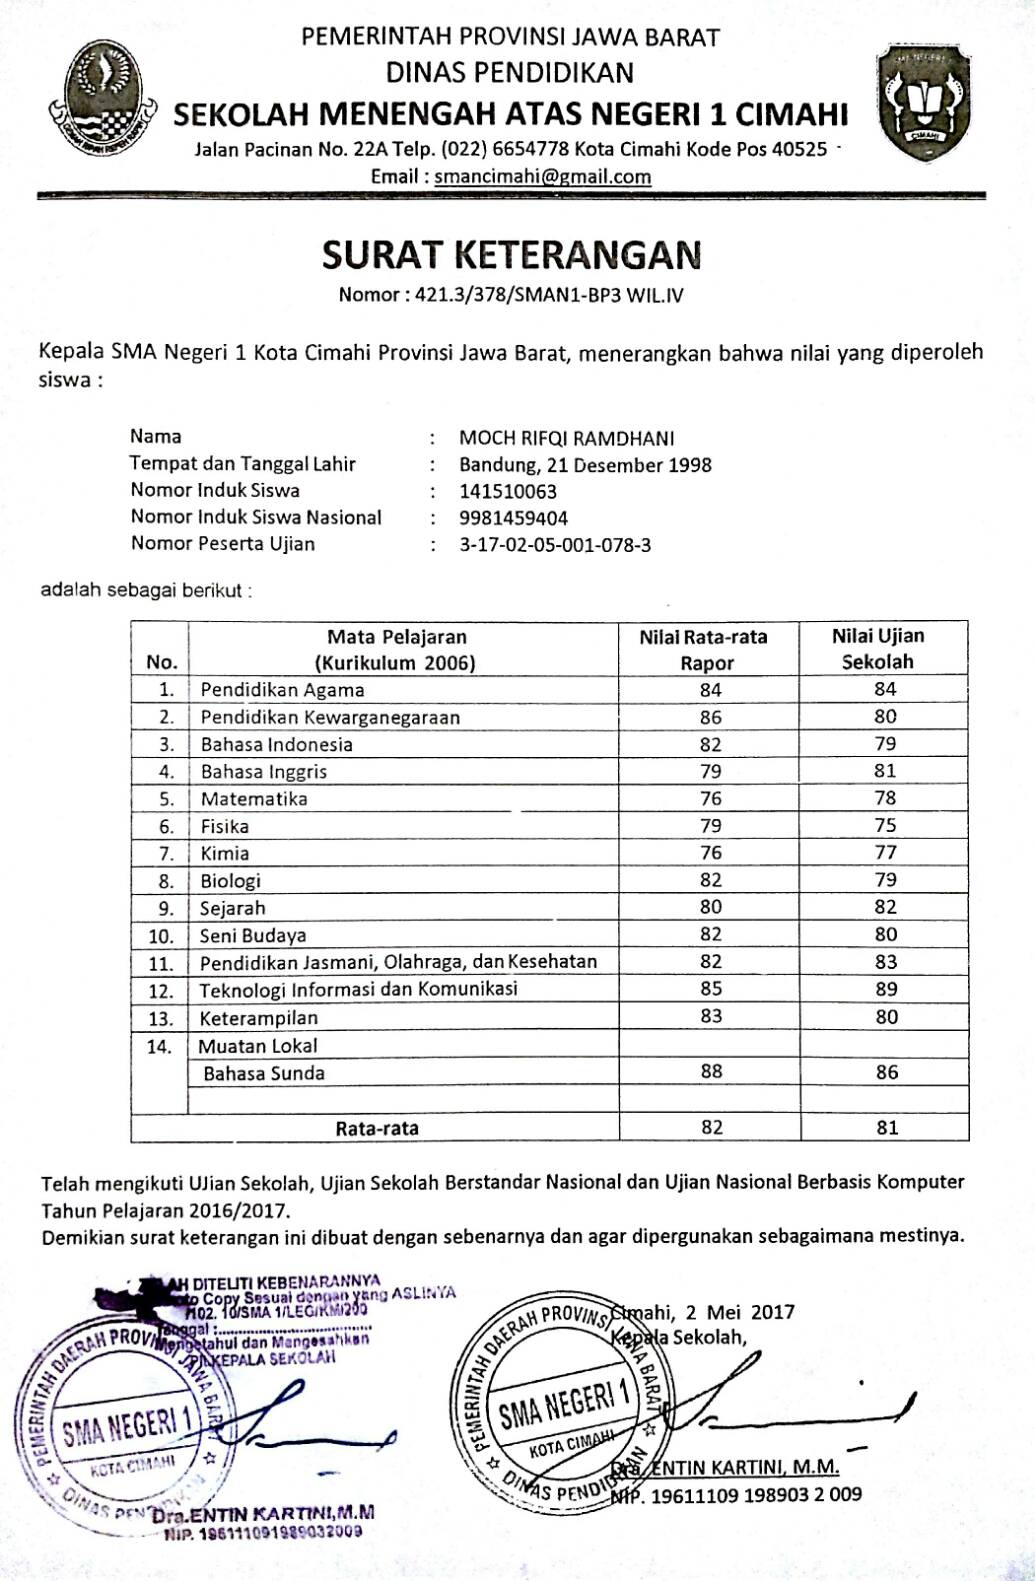 PEMERINTAH PROVINSI JAWA BARAT
DINAS PENDIDIKAN
SEKOLAH MENENGAH ATAS NEGERI 1 CIMAHI
Jalan Pacinan No. 22A Telp. (022) 6654778 Kota Cimahi Kode Pos 40525
Email : smancimahi@gmail.com
CIMAHI
SURAT KETERANGAN
Nomor : 421.3/378/SMAN1-BP3 WIL.IV
Kepala SMA Negeri 1 Kota Cimahi Provinsi Jawa Barat, menerangkan bahwa nilai yang diperoleh
siswa :
Nama : MOCH RIFQI RAMDHANI
Tempat dan Tanggal Lahir : Bandung, 21 Desember 1998
Nomor Induk Siswa : 141510063
Nomor Induk Siswa Nasional : 9981459404
Nomor Peserta Ujian : 3-17-02-05-001-078-3
adalah sebagai berikut :
No. Mata Pelajaran (Kurikulum 2006) Nilai Rata-rata Rapor Nilai Ujian Sekolah
1. Pendidikan Agama 84 84
2. Pendidikan Kewarganegaraan 86 80
3. Bahasa Indonesia 82 79
4. Bahasa Inggris 79 81
5. Matematika 76 78
6. Fisika 79 75
7. Kimia 76 77
8. Biologi 82 79
9. Sejarah 80 82
10. Seni Budaya 82 80
11. Pendidikan Jasmani, Olahraga, dan Kesehatan 82 83
12. Teknologi Informasi dan Komunikasi 85 89
13. Keterampilan 83 80
14. Muatan Lokal
Bahasa Sunda 88 86
Rata-rata 82 81
Telah mengikuti Ujian Sekolah, Ujian Sekolah Berstandar Nasional dan Ujian Nasional Berbasis Komputer
Tahun Pelajaran 2016/2017.
Demikian surat keterangan ini dibuat dengan sebenarnya dan agar dipergunakan sebagaimana mestinya.
DITELITI KEBENARANNYA
Copy Sesuai dengan yang ASLINYA
Tanggal :
Mengetahui dan Mengesahkan
KEPALA SEKOLAH
PEMERINTAH DAERAH PROVINSI JAWA BARAT
SMA NEGERI 1
KOTA CIMAHI
DINAS PENDIDIKAN
Dra.ENTIN KARTINI,M.M
NIP. 196111091989032009
Cimahi, 2 Mei 2017
Kepala Sekolah,
PEMERINTAH DAERAH PROVINSI JAWA BARAT
SMA NEGERI 1
KOTA CIMAHI
DINAS PENDIDIKAN
Dra. ENTIN KARTINI, M.M.
NIP. 19611109 198903 2 009